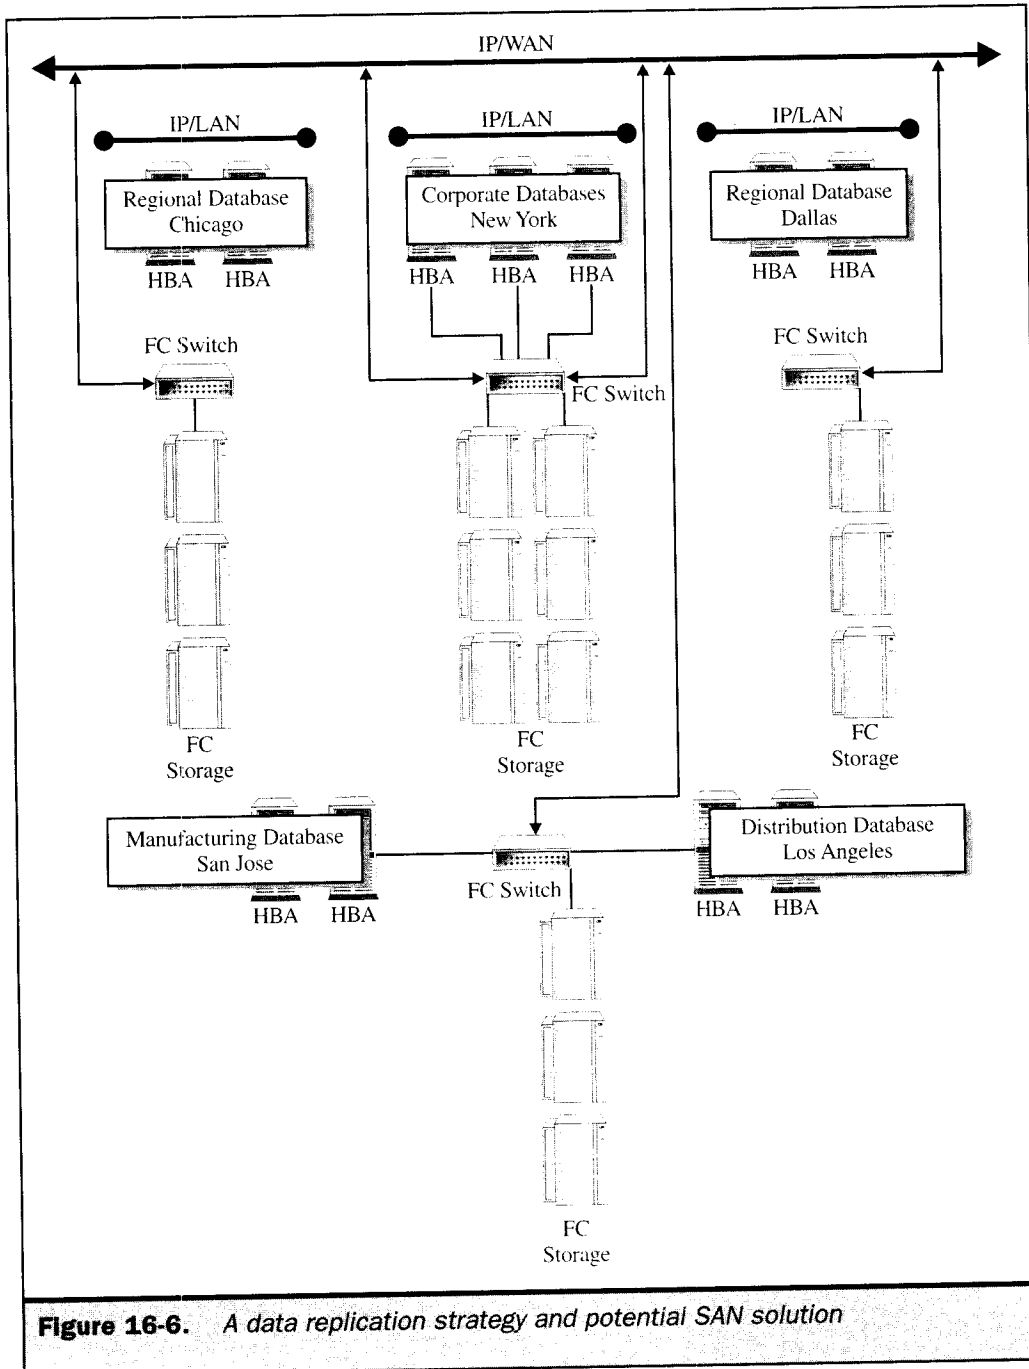 IP/WAN
IP/LAN
IP/LAN
IP/LAN
Regional Database
Chicago
Corporate Databases
New York
Regional Database
Dallas
HBA
HBA
HBA
HBA
HBA
HBA
HBA
FC Switch
FC Switch
FC Switch
FC
Storage
FC
Storage
FC
Storage
Manufacturing Database
San Jose
Distribution Database
Los Angeles
FC Switch
HBA
HBA
HBA
HBA
FC
Storage
Figure 16-6. A data replication strategy and potential SAN solution